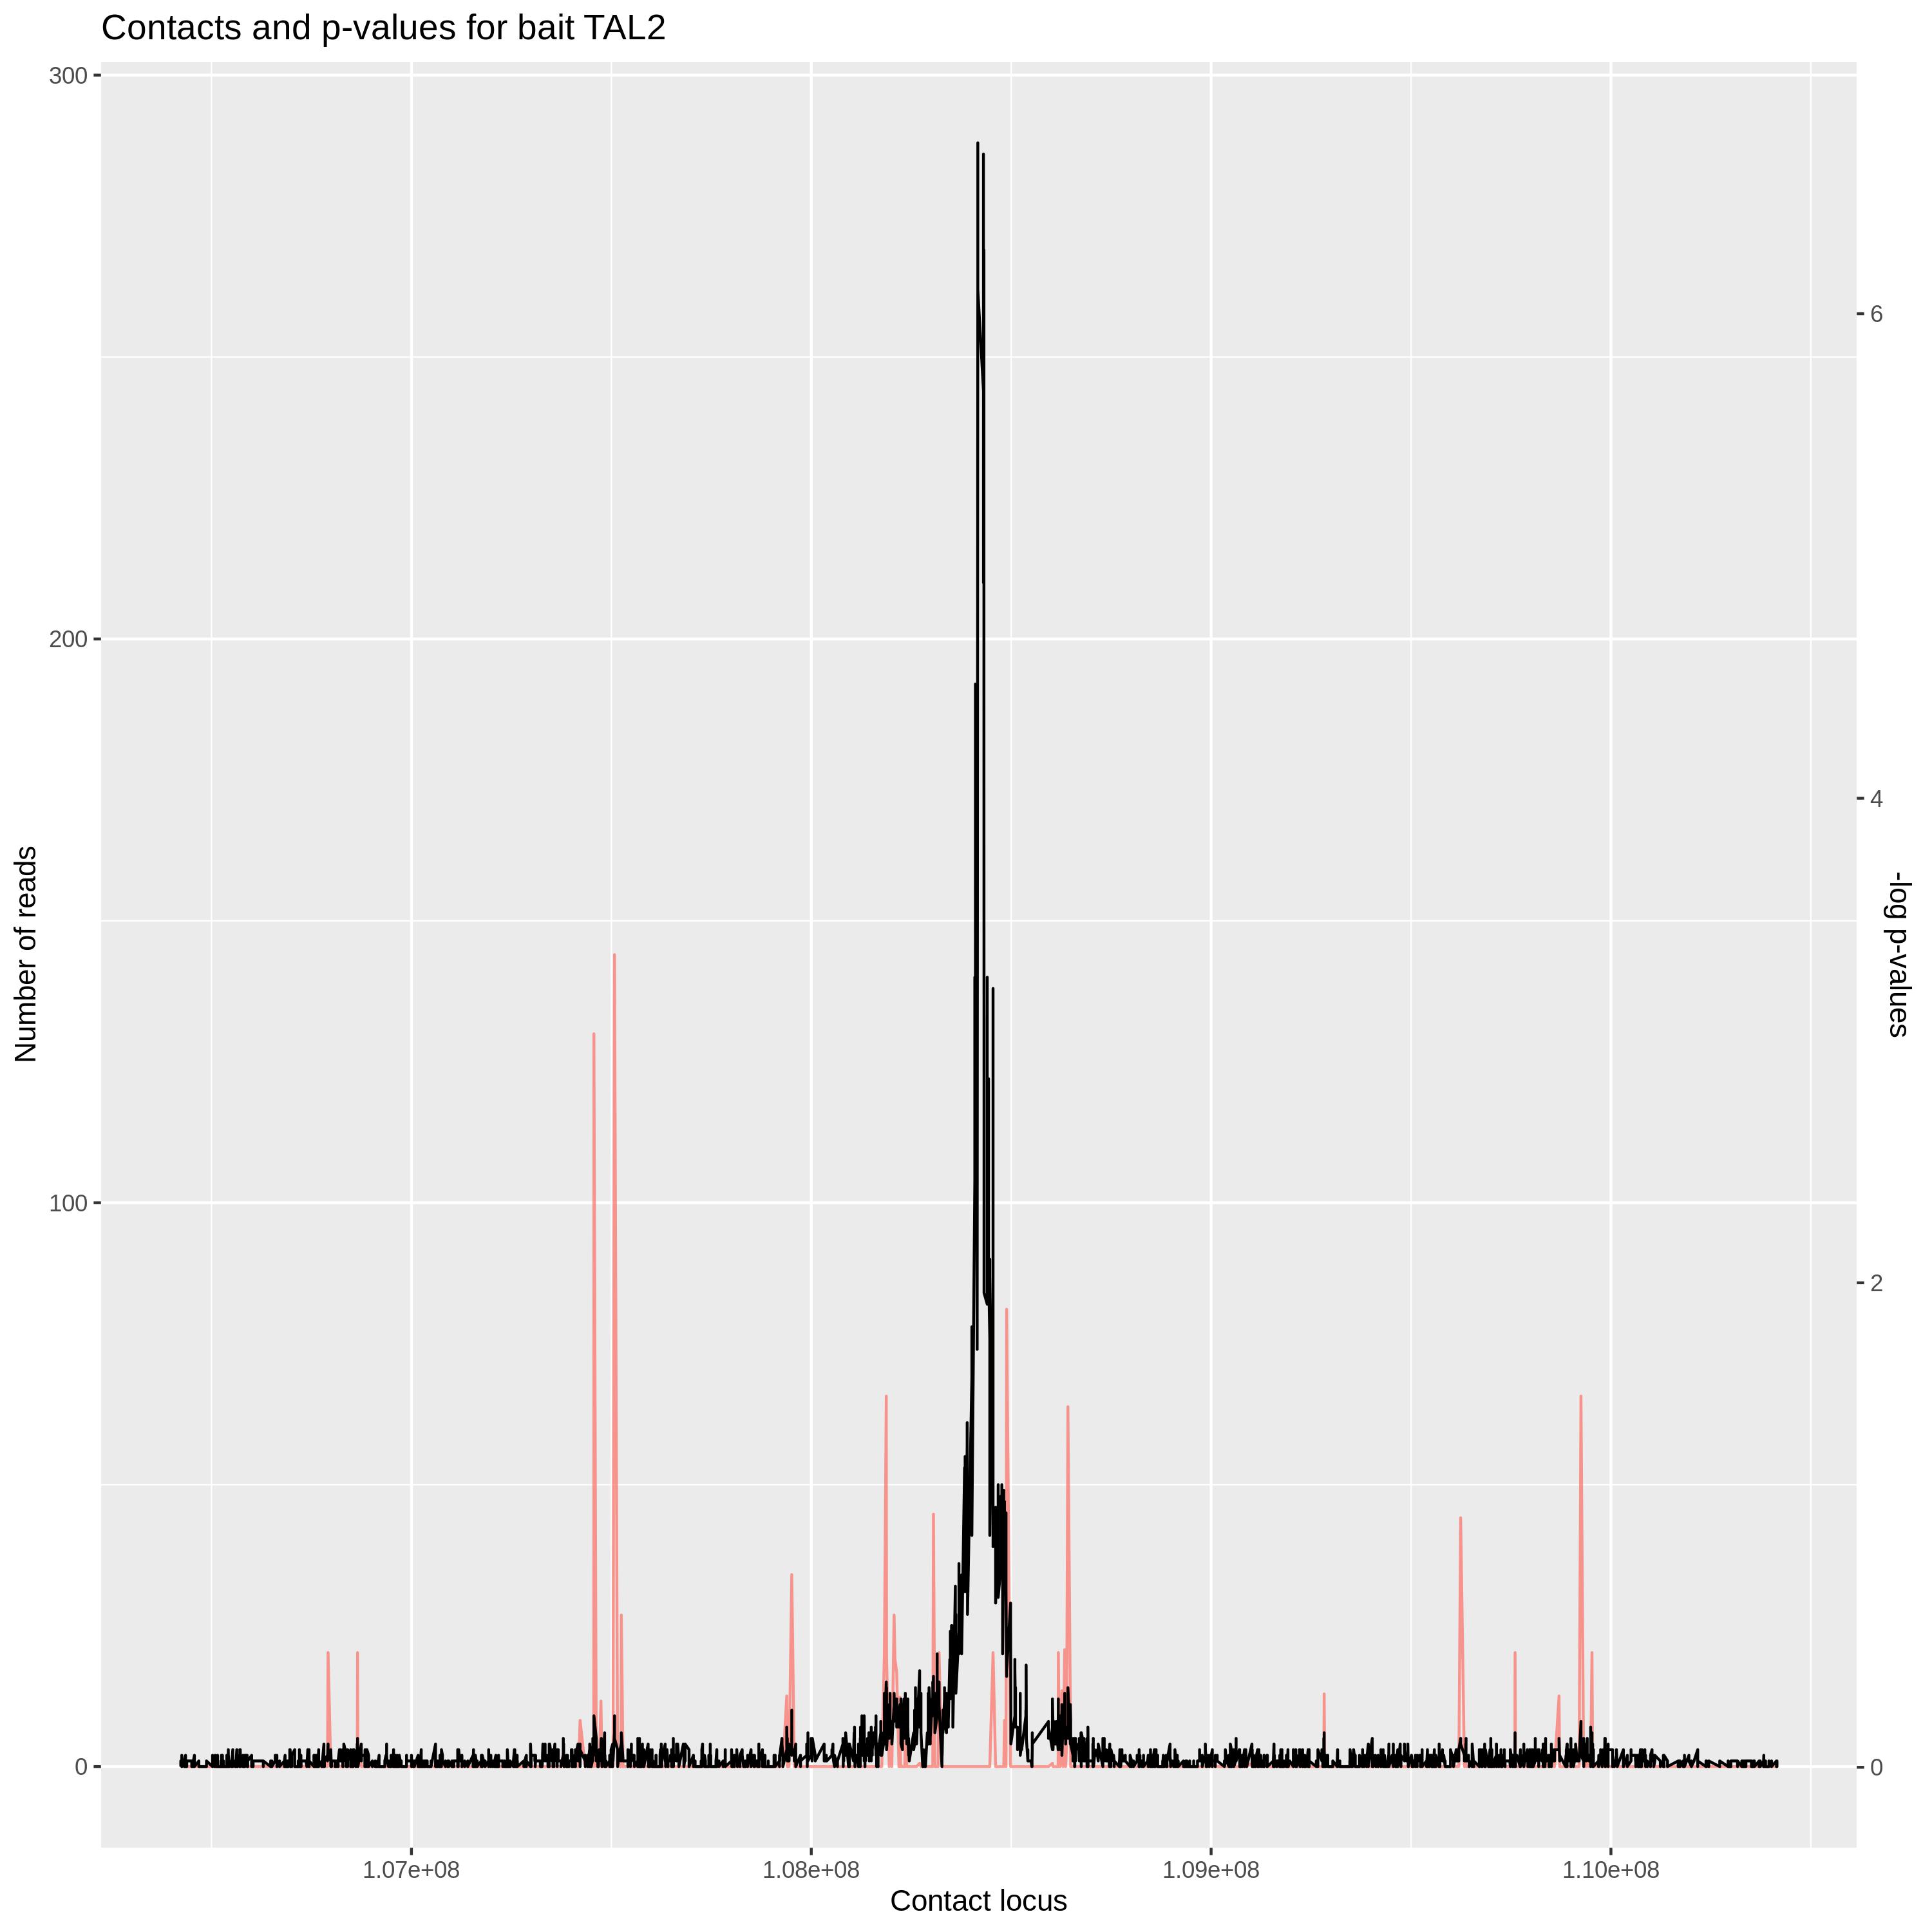 Contacts and p-values for bait TAL2
300
200
100
0
Number of reads
6
4
2
0
-log p-values
1.07e+08
1.08e+08
1.09e+08
1.10e+08
Contact locus